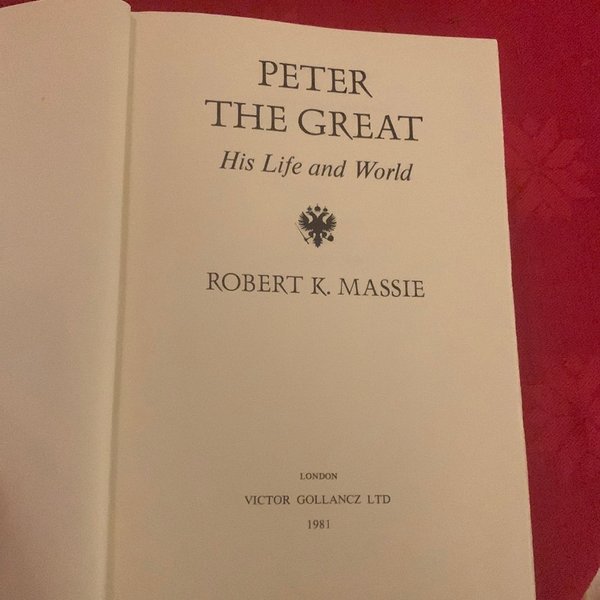 PETER
THE GREAT
His Life and World
ROBERT K. MASSIE
LONDON
VICTOR GOLLANCZ LTD
1981